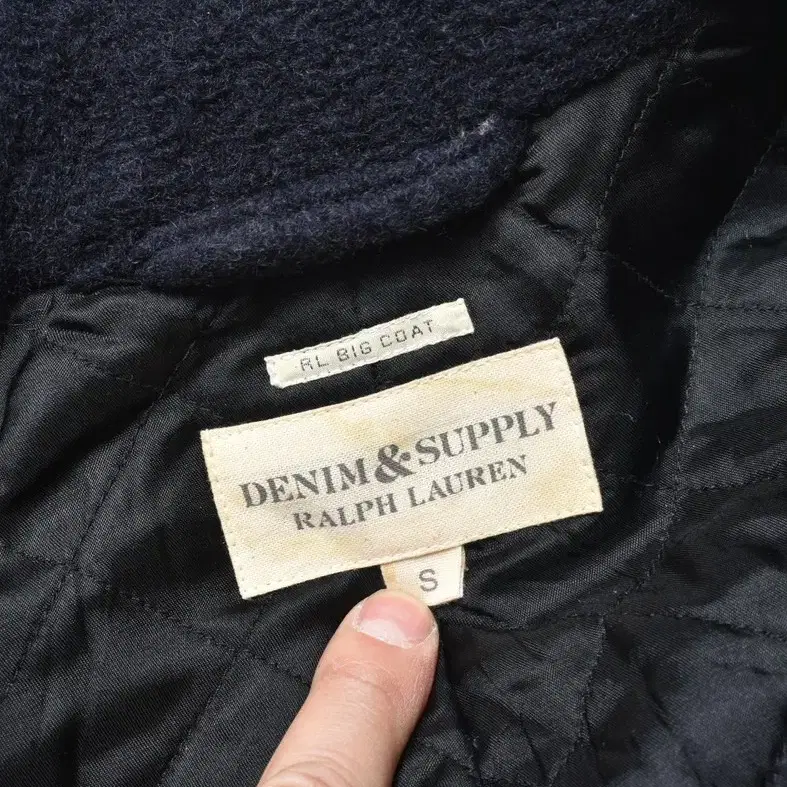 RL BIG COAT
DENIM & SUPPLY
RALPH LAUREN
S